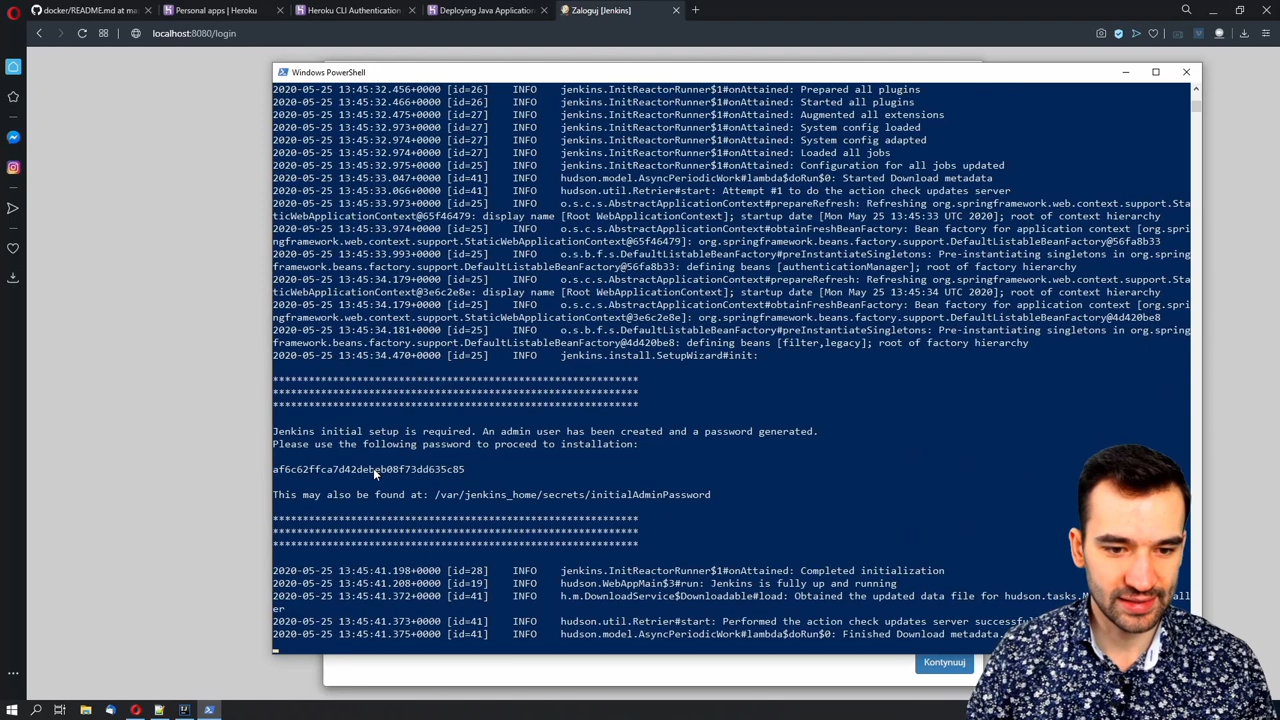 docker/README.md at ma
Personal apps | Heroku
Heroku CLI Authentication
Deploying Java Application
Zaloguj [Jenkins]
localhost:8080/login
Windows PowerShell
2020-05-25 13:45:32.456+0000 [id=26] INFO jenkins.InitReactorRunner$1#onAttained: Prepared all plugins
2020-05-25 13:45:32.466+0000 [id=26] INFO jenkins.InitReactorRunner$1#onAttained: Started all plugins
2020-05-25 13:45:32.475+0000 [id=27] INFO jenkins.InitReactorRunner$1#onAttained: Augmented all extensions
2020-05-25 13:45:32.973+0000 [id=27] INFO jenkins.InitReactorRunner$1#onAttained: System config loaded
2020-05-25 13:45:32.974+0000 [id=27] INFO jenkins.InitReactorRunner$1#onAttained: System config adapted
2020-05-25 13:45:32.974+0000 [id=27] INFO jenkins.InitReactorRunner$1#onAttained: Loaded all jobs
2020-05-25 13:45:32.975+0000 [id=27] INFO jenkins.InitReactorRunner$1#onAttained: Configuration for all jobs updated
2020-05-25 13:45:33.047+0000 [id=41] INFO hudson.model.AsyncPeriodicWork#lambda$doRun$0: Started Download metadata
2020-05-25 13:45:33.066+0000 [id=41] INFO hudson.util.Retrier#start: Attempt #1 to do the action check updates server
2020-05-25 13:45:33.973+0000 [id=25] INFO o.s.c.s.AbstractApplicationContext#prepareRefresh: Refreshing org.springframework.web.context.support.Sta
ticWebApplicationContext@65f46479: display name [Root WebApplicationContext]; startup date [Mon May 25 13:45:33 UTC 2020]; root of context hierarchy
2020-05-25 13:45:33.974+0000 [id=25] INFO o.s.c.s.AbstractApplicationContext#obtainFreshBeanFactory: Bean factory for application context [org.spri
ngframework.web.context.support.StaticWebApplicationContext@65f46479]: org.springframework.beans.factory.support.DefaultListableBeanFactory@56fa8b33
2020-05-25 13:45:33.993+0000 [id=25] INFO o.s.b.f.s.DefaultListableBeanFactory#preInstantiateSingletons: Pre-instantiating singletons in org.spring
framework.beans.factory.support.DefaultListableBeanFactory@56fa8b33: defining beans [authenticationManager]; root of factory hierarchy
2020-05-25 13:45:34.179+0000 [id=25] INFO o.s.c.s.AbstractApplicationContext#prepareRefresh: Refreshing org.springframework.web.context.support.Sta
ticWebApplicationContext@3e6c2e8e: display name [Root WebApplicationContext]; startup date [Mon May 25 13:45:34 UTC 2020]; root of context hierarchy
2020-05-25 13:45:34.179+0000 [id=25] INFO o.s.c.s.AbstractApplicationContext#obtainFreshBeanFactory: Bean factory for application context [org.spri
ngframework.web.context.support.StaticWebApplicationContext@3e6c2e8e]: org.springframework.beans.factory.support.DefaultListableBeanFactory@4d420be8
2020-05-25 13:45:34.181+0000 [id=25] INFO o.s.b.f.s.DefaultListableBeanFactory#preInstantiateSingletons: Pre-instantiating singletons in org.spring
framework.beans.factory.support.DefaultListableBeanFactory@4d420be8: defining beans [filter,legacy]; root of factory hierarchy
2020-05-25 13:45:34.470+0000 [id=25] INFO jenkins.install.SetupWizard#init:
*************************************************************
*************************************************************
*************************************************************
Jenkins initial setup is required. An admin user has been created and a password generated.
Please use the following password to proceed to installation:
This may also be found at: /var/jenkins_home/secrets/initialAdminPassword
*************************************************************
*************************************************************
*************************************************************
2020-05-25 13:45:41.198+0000 [id=28] INFO jenkins.InitReactorRunner$1#onAttained: Completed initialization
2020-05-25 13:45:41.208+0000 [id=19] INFO hudson.WebAppMain$3#run: Jenkins is fully up and running
2020-05-25 13:45:41.372+0000 [id=41] INFO h.m.DownloadService$Downloadable#load: Obtained the updated data file for hudson.tasks.
er
2020-05-25 13:45:41.373+0000 [id=41] INFO hudson.util.Retrier#start: Performed the action check updates server
2020-05-25 13:45:41.375+0000 [id=41] INFO hudson.model.AsyncPeriodicWork#lambda$doRun$0: Finished Download metadata.
Kontynuuj